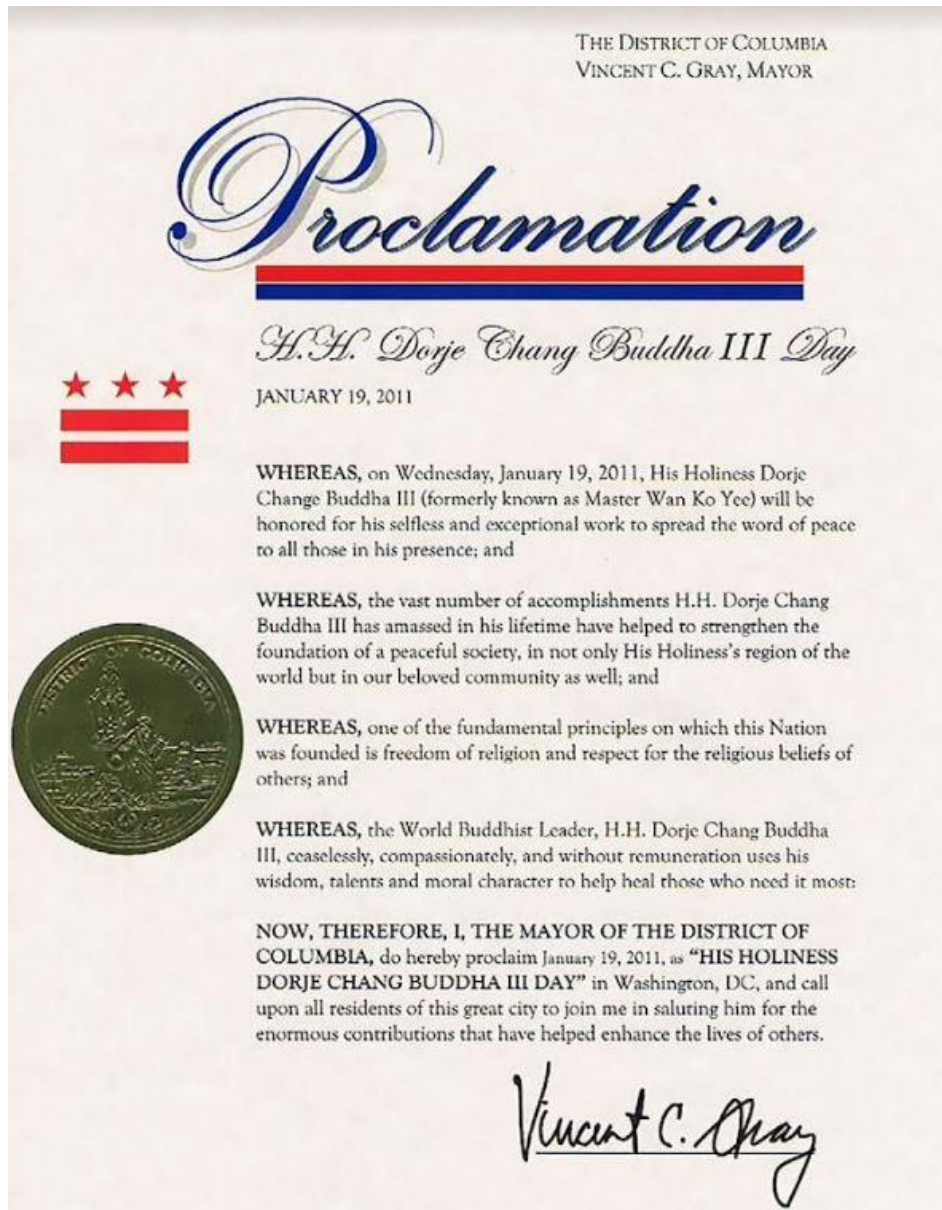 THE DISTRICT OF COLUMBIA
VINCENT C. GRAY, MAYOR
Proclamation
H.H. Dorje Chang Buddha III Day
JANUARY 19, 2011
WHEREAS, on Wednesday, January 19, 2011, His Holiness Dorje
Change Buddha III (formerly known as Master Wan Ko Yee) will be
honored for his selfless and exceptional work to spread the word of peace
to all those in his presence; and
WHEREAS, the vast number of accomplishments H.H. Dorje Chang
Buddha III has amassed in his lifetime have helped to strengthen the
foundation of a peaceful society, in not only His Holiness's region of the
world but in our beloved community as well; and
DISTRICT OF COLUMBIA
WHEREAS, one of the fundamental principles on which this Nation
was founded is freedom of religion and respect for the religious beliefs of
others; and
WHEREAS, the World Buddhist Leader, H.H. Dorje Chang Buddha
III, ceaselessly, compassionately, and without remuneration uses his
wisdom, talents and moral character to help heal those who need it most:
NOW, THEREFORE, I, THE MAYOR OF THE DISTRICT OF
COLUMBIA, do hereby proclaim January 19, 2011, as "HIS HOLINESS
DORJE CHANG BUDDHA III DAY" in Washington, DC, and call
upon all residents of this great city to join me in saluting him for the
enormous contributions that have helped enhance the lives of others.
Vincent C. Gray